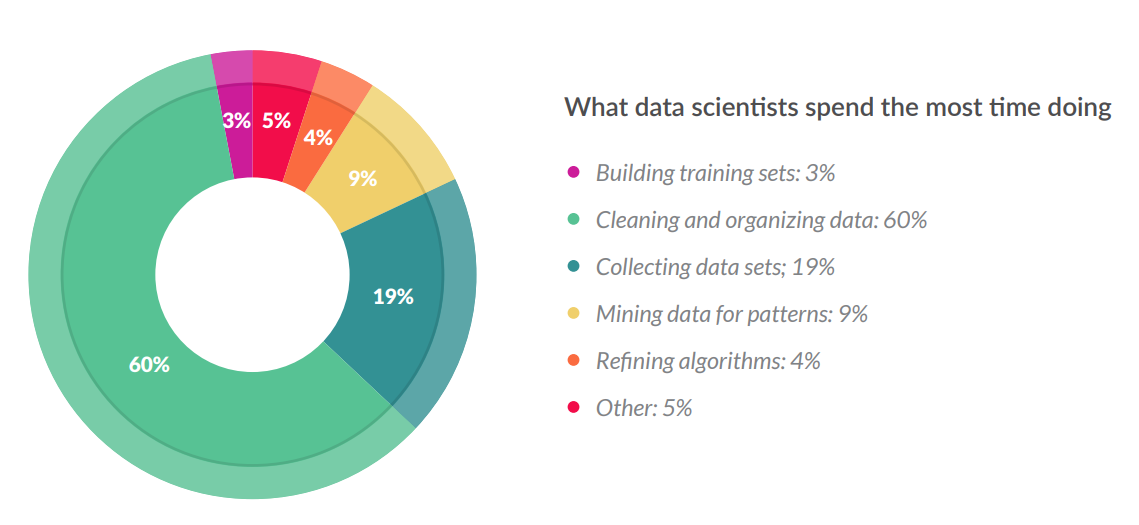 3%
5%
4%
9%
19%
60%
What data scientists spend the most time doing
Building training sets: 3%
Cleaning and organizing data: 60%
Collecting data sets; 19%
Mining data for patterns: 9%
Refining algorithms: 4%
Other: 5%